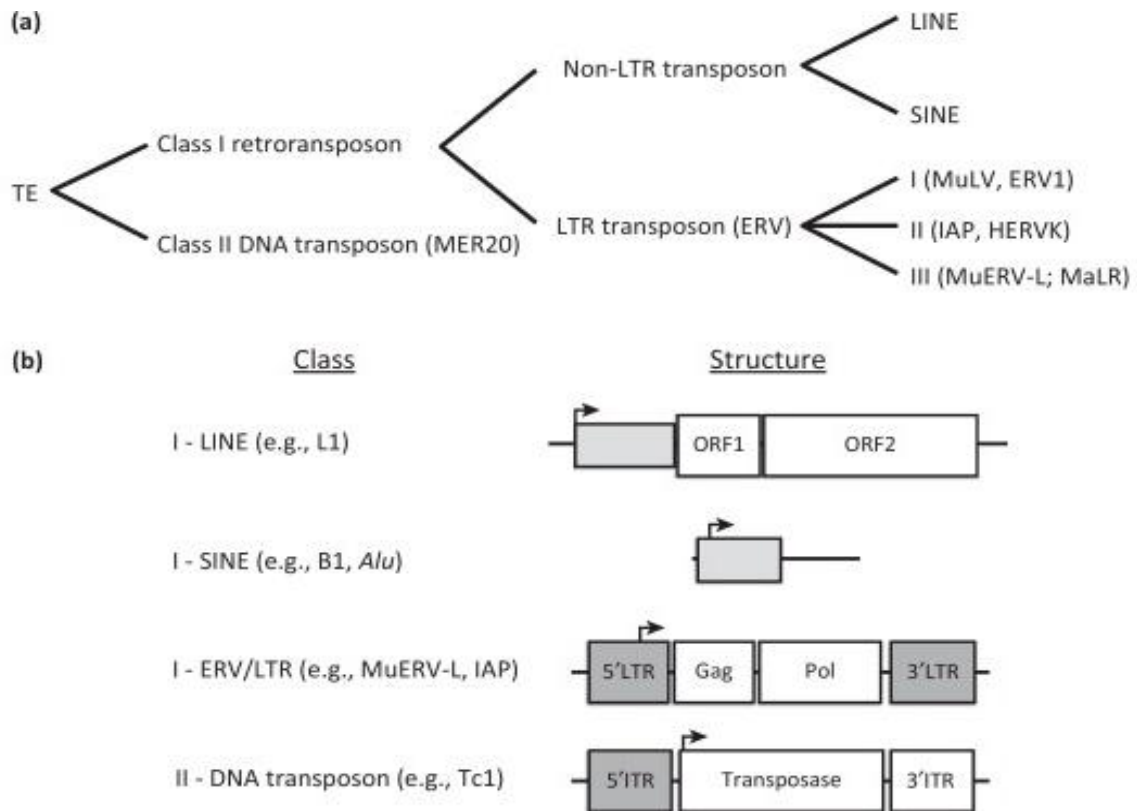 (a)
LINE
Non-LTR transposon
SINE
Class I retroransposon
I (MuLV, ERV1)
TE
LTR transposon (ERV)
II (IAP, HERVK)
Class II DNA transposon (MER20)
III (MuERV-L; MaLR)
(b)
Class
Structure
I - LINE (e.g., L1)
ORF1
ORF2
I - SINE (e.g., B1, Alu)
I - ERV/LTR (e.g., MuERV-L, IAP)
5′LTR
Gag
Pol
3′LTR
II - DNA transposon (e.g., Tc1)
5′ITR
Transposase
3′ITR